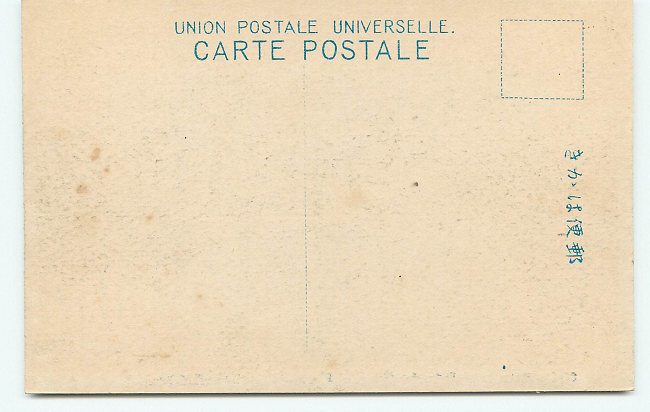 UNION POSTALE UNIVERSELLE.
CARTE POSTALE
郵便はかき